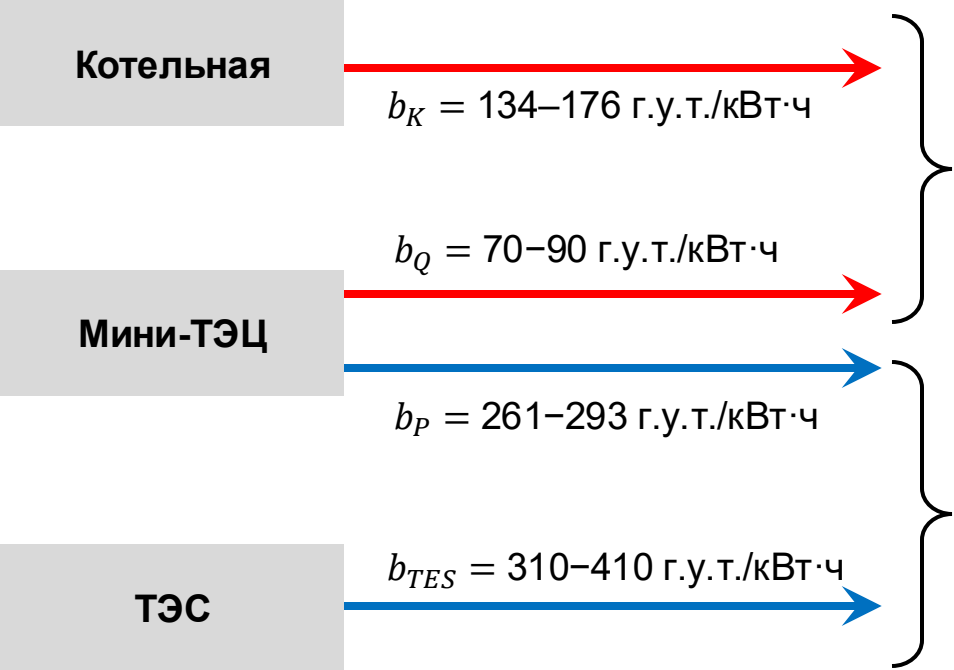 Котельная
b_K = 134–176 г.у.т./кВт·ч
b_Q = 70−90 г.у.т./кВт·ч
Мини-ТЭЦ
b_P = 261−293 г.у.т./кВт·ч
b_TES = 310−410 г.у.т./кВт·ч
ТЭС